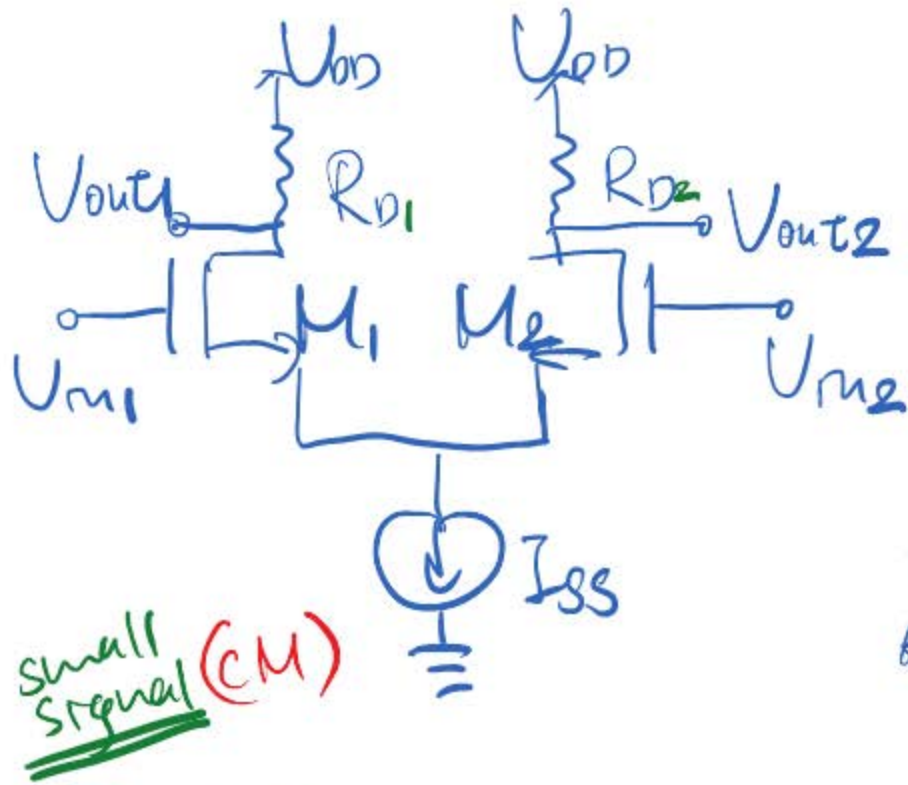 VDD VDD
Vout1 RD1 RD2 Vout2
M1 M2
Vin1 Vin2
ISS
small (CM)
signal